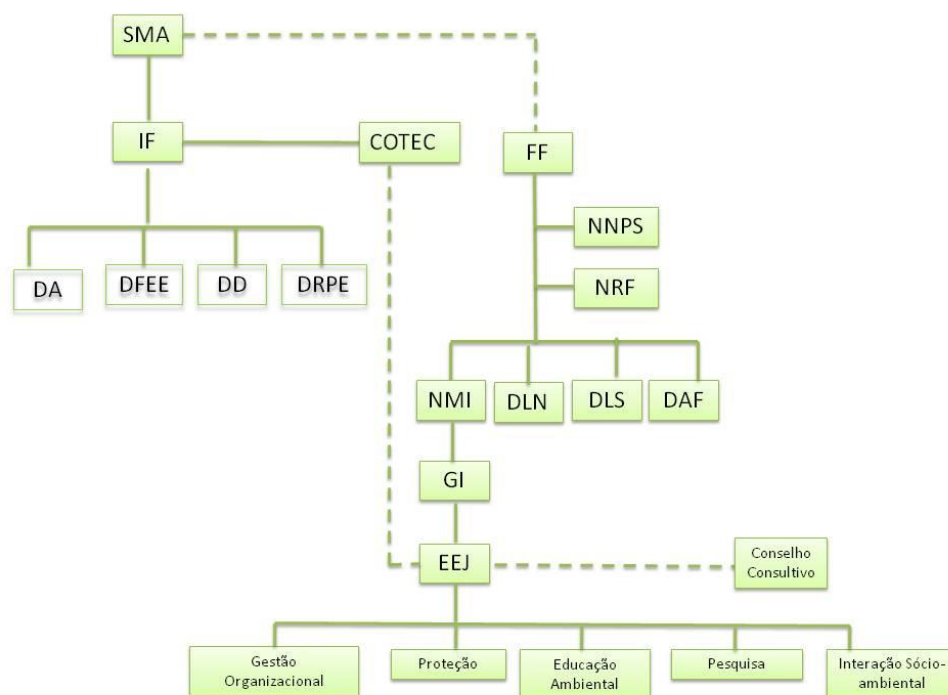 SMA
IF
COTEC
FF
NNPS
NRF
DA
DFEE
DD
DRPE
NMI
DLN
DLS
DAF
GI
EEJ
Conselho
Consultivo
Gestão
Organizacional
Proteção
Educação
Ambiental
Pesquisa
Interação Sócio-
ambiental